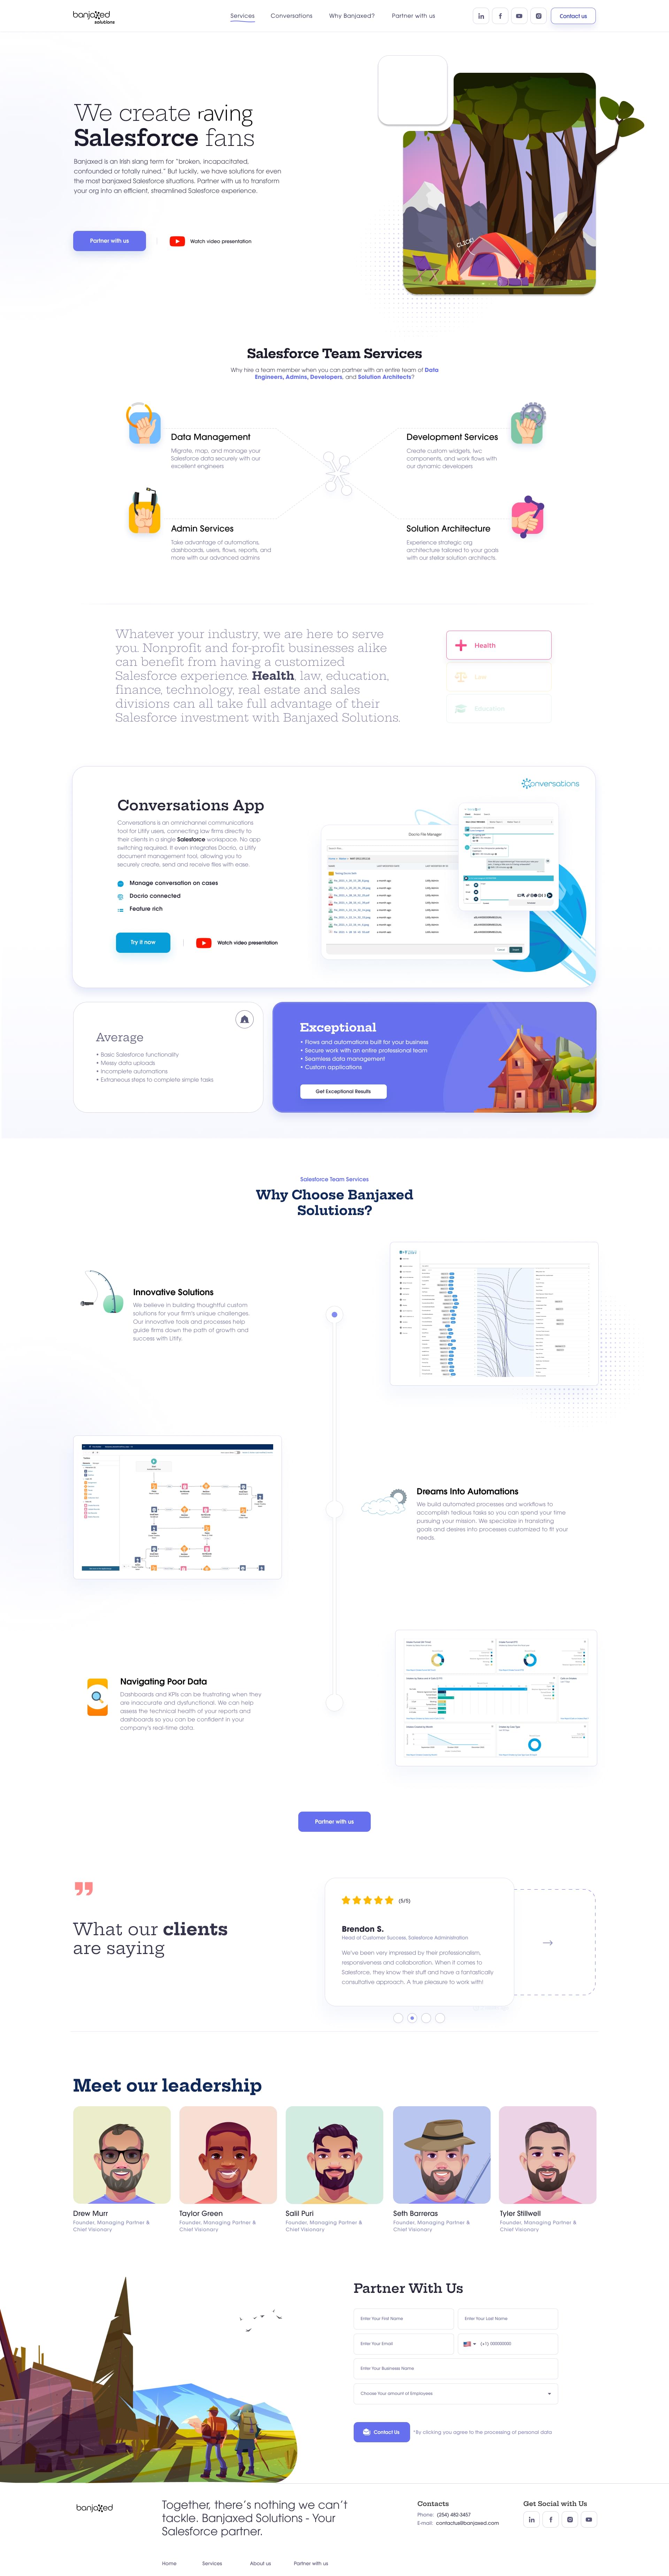 banjaxed
solutions
Services
Conversations
Why Banjaxed?
Partner with us
Contact us
We create raving
Salesforce fans
Banjaxed is an Irish slang term for "broken, incapacitated,
confounded or totally ruined." But luckily, we have solutions for even
the most banjaxed Salesforce situations. Partner with us to transform
your org into an efficient, streamlined Salesforce experience.
Partner with us
Watch video presentation
CLICK!
Salesforce Team Services
Why hire a team member when you can partner with an entire team of Data
Engineers, Admins, Developers, and Solution Architects?
Data Management
Migrate, map, and manage your
Salesforce data securely with our
excellent engineers
Development Services
Create custom widgets, lwc
components, and work flows with
our dynamic developers
Admin Services
Take advantage of automations,
dashboards, users, flows, reports, and
more with our advanced admins
Solution Architecture
Experience strategic org
architecture tailored to your goals
with our stellar solution architects.
Whatever your industry, we are here to serve
you. Nonprofit and for-profit businesses alike
can benefit from having a customized
Salesforce experience. Health, law, education,
finance, technology, real estate and sales
divisions can all take full advantage of their
Salesforce investment with Banjaxed Solutions.
Health
Law
Education
Conversations App
Conversations is an omnichannel communications
tool for Litify users, connecting law firms directly to
their clients in a single Salesforce workspace. No app
switching required. It even integrates Docrio, a Litify
document management tool, allowing you to
securely create, send and receive files with ease.
Manage conversation on cases
Docrio connected
Feature rich
Try it now
Watch video presentation
Conversations
Docrio File Manager
Average
• Basic Salesforce functionality
• Messy data uploads
• Incomplete automations
• Extraneous steps to complete simple tasks
Exceptional
• Flows and automations built for your business
• Secure work with an entire professional team
• Seamless data management
• Custom applications
Get Exceptional Results
Salesforce Team Services
Why Choose Banjaxed
Solutions?
Innovative Solutions
We believe in building thoughtful custom
solutions for your firm's unique challenges.
Our innovative tools and processes help
guide firms down the path of growth and
success with Litify.
Dreams Into Automations
We build automated processes and workflows to
accomplish tedious tasks so you can spend your time
pursuing your mission. We specialize in translating
goals and desires into processes customized to fit your
needs.
Navigating Poor Data
Dashboards and KPIs can be frustrating when they
are inaccurate and dysfunctional. We can help
assess the technical health of your reports and
dashboards so you can be confident in your
company's real-time data.
Partner with us
What our clients
are saying
(5/5)
Brendon S.
Head of Customer Success, Salesforce Administration
We've been very impressed by their professionalism,
responsiveness and collaboration. When it comes to
Salesforce, they know their stuff and have a fantastically
consultative approach. A true pleasure to work with!
Meet our leadership
Drew Murr
Founder, Managing Partner &
Chief Visionary
Taylor Green
Founder, Managing Partner &
Chief Visionary
Salil Puri
Founder, Managing Partner &
Chief Visionary
Seth Barreras
Founder, Managing Partner &
Chief Visionary
Tyler Stillwell
Founder, Managing Partner &
Chief Visionary
Partner With Us
Enter Your First Name
Enter Your Last Name
Enter Your Email
(+1) 000000000
Enter Your Business Name
Choose Your amount of Employeess
Contact Us
*By clicking you agree to the processing of personal data
banjaxed
Together, there's nothing we can't
tackle. Banjaxed Solutions - Your
Salesforce partner.
Contacts
Phone: (254) 482-3457
E-mail: contactus@banjaxed.com
Get Social with Us
Home
Services
About us
Partner with us